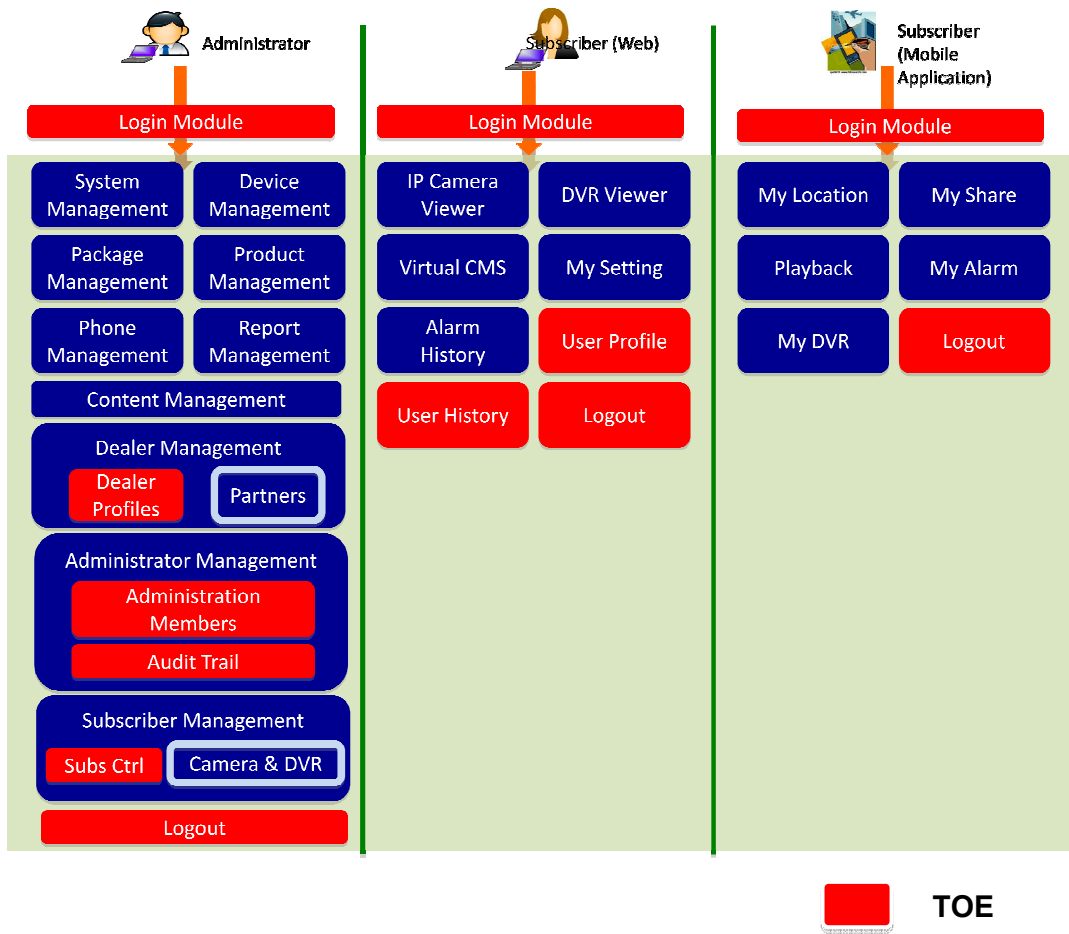 Administrator
Login Module
System
Management
Device
Management
Package
Management
Product
Management
Phone
Management
Report
Management
Content Management
Dealer Management
Dealer
Profiles
Partners
Administrator Management
Administration
Members
Audit Trail
Subscriber Management
Subs Ctrl
Camera & DVR
Logout
Subscriber (Web)
Login Module
IP Camera
Viewer
DVR Viewer
Virtual CMS
My Setting
Alarm
History
User Profile
User History
Logout
Subscriber
(Mobile
Application)
Login Module
My Location
My Share
Playback
My Alarm
My DVR
Logout
TOE